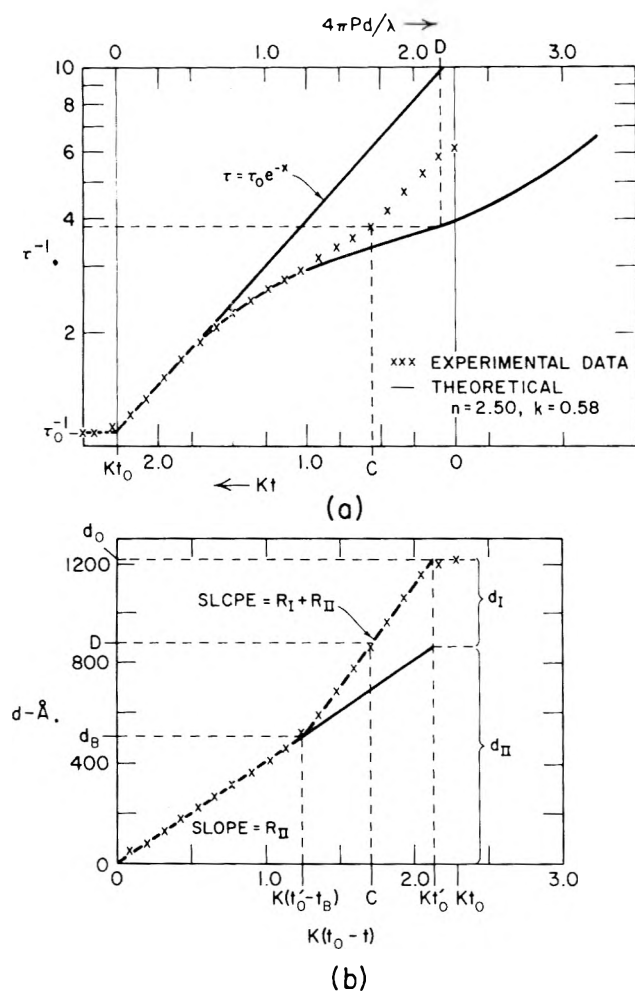 4πPd/λ →
0 1.0 2.0 D 3.0
10
8
6
4
2
τ⁻¹,
τ₀⁻¹
τ = τ₀e⁻ˣ
××× EXPERIMENTAL DATA
— THEORETICAL
n=2.50, k=0.58
Kt₀ 2.0 1.0 C 0
← Kt
(a)
d₀
1200
D
800
d-Å.
d_B
400
0
SLCPE = R_I + R_II
SLOPE = R_II
d_I
d_II
0 1.0 2.0 3.0
K(t₀′-t_B) C Kt₀′ Kt₀
K(t₀-t)
(b)